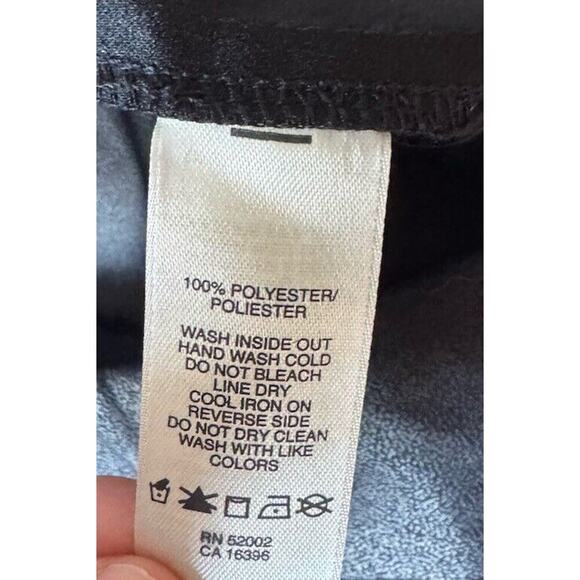 100% POLYESTER/
POLIESTER
WASH INSIDE OUT
HAND WASH COLD
DO NOT BLEACH
LINE DRY
COOL IRON ON
REVERSE SIDE
DO NOT DRY CLEAN
WASH WITH LIKE
COLORS
RN 52002
CA 16396